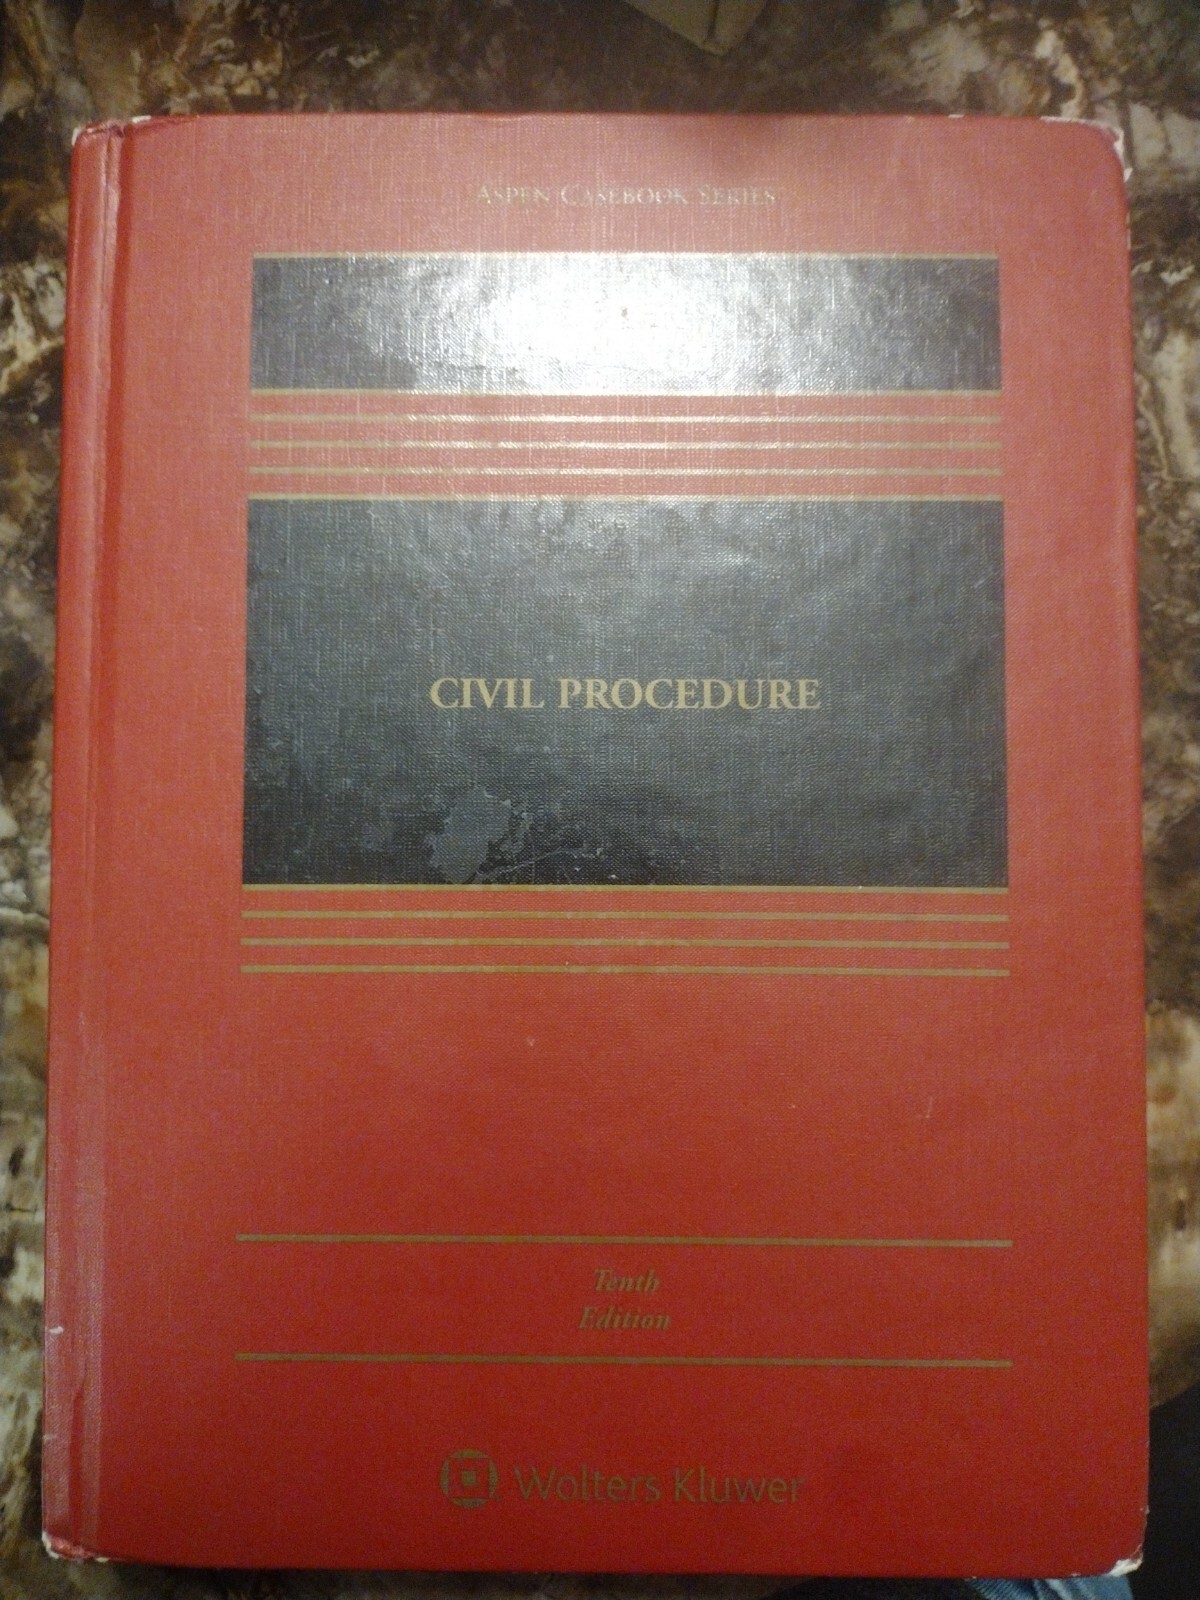 ASPEN CASEBOOK SERIES
CIVIL PROCEDURE
Tenth
Edition
Wolters Kluwer